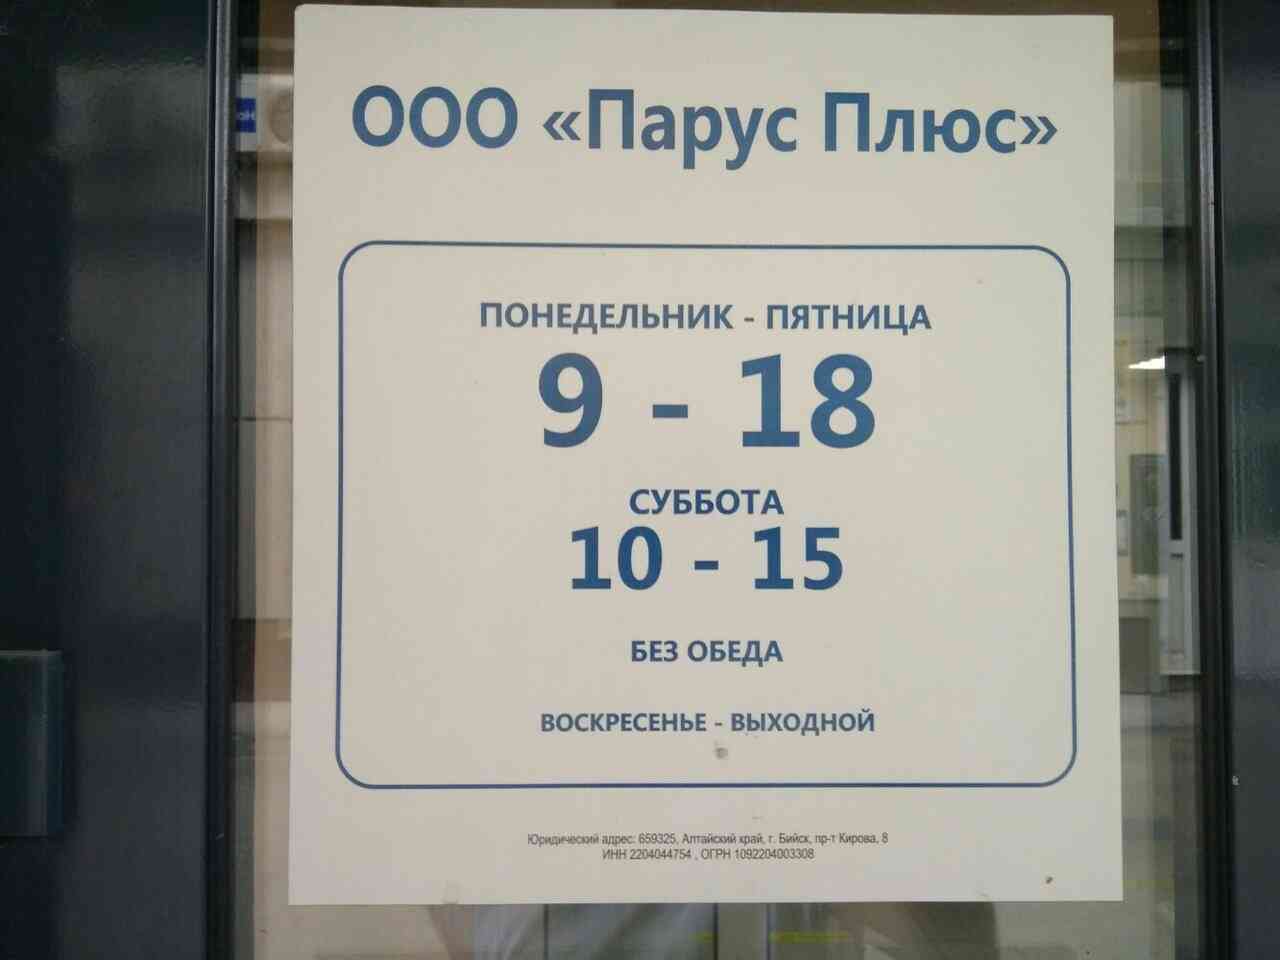 ООО «Парус Плюс»
ПОНЕДЕЛЬНИК - ПЯТНИЦА
9 - 18
СУББОТА
10 - 15
БЕЗ ОБЕДА
ВОСКРЕСЕНЬЕ - ВЫХОДНОЙ
Юридический адрес: 659325, Алтайский край, г. Бийск, пр-т Кирова, 8
ИНН 2204044754 , ОГРН 1092204003308